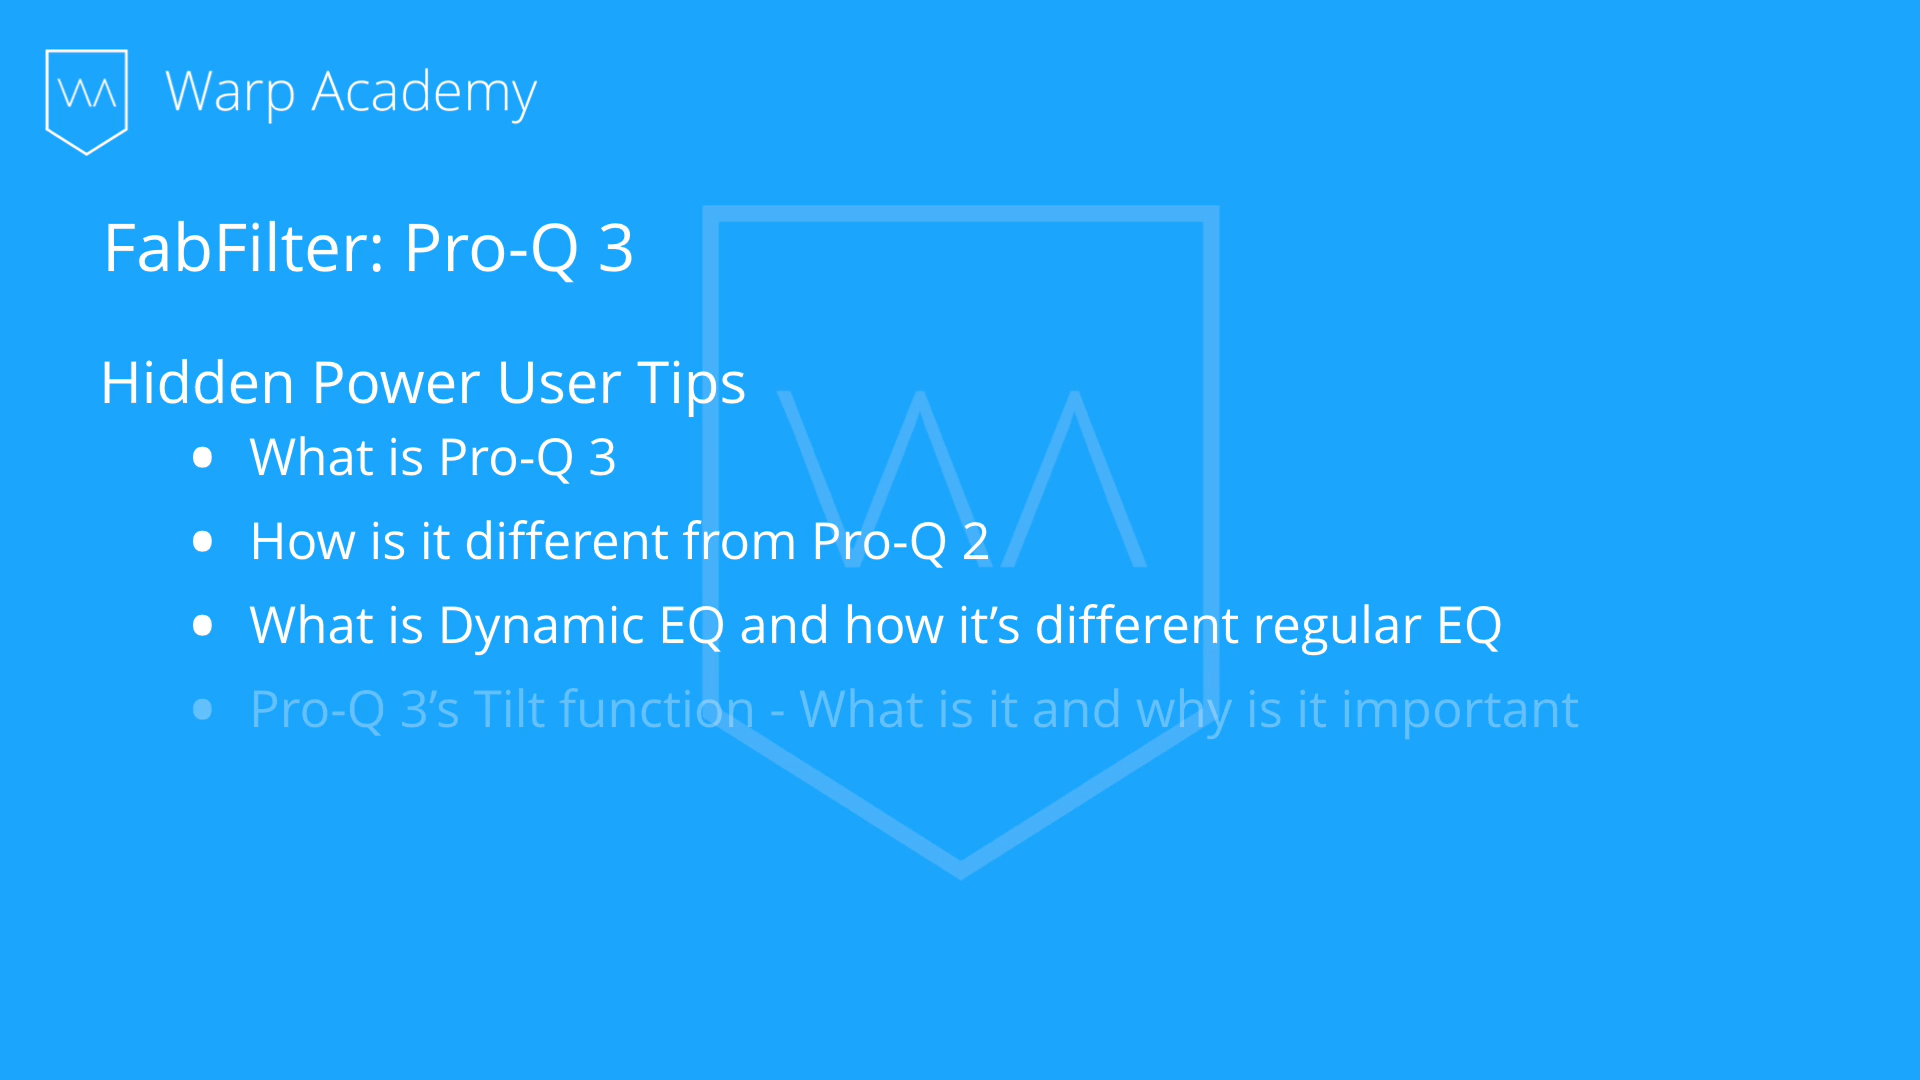 Warp Academy
FabFilter: Pro-Q 3
Hidden Power User Tips
• What is Pro-Q 3
• How is it different from Pro-Q 2
• What is Dynamic EQ and how it’s different regular EQ
• Pro-Q 3’s Tilt function - What is it and why is it important